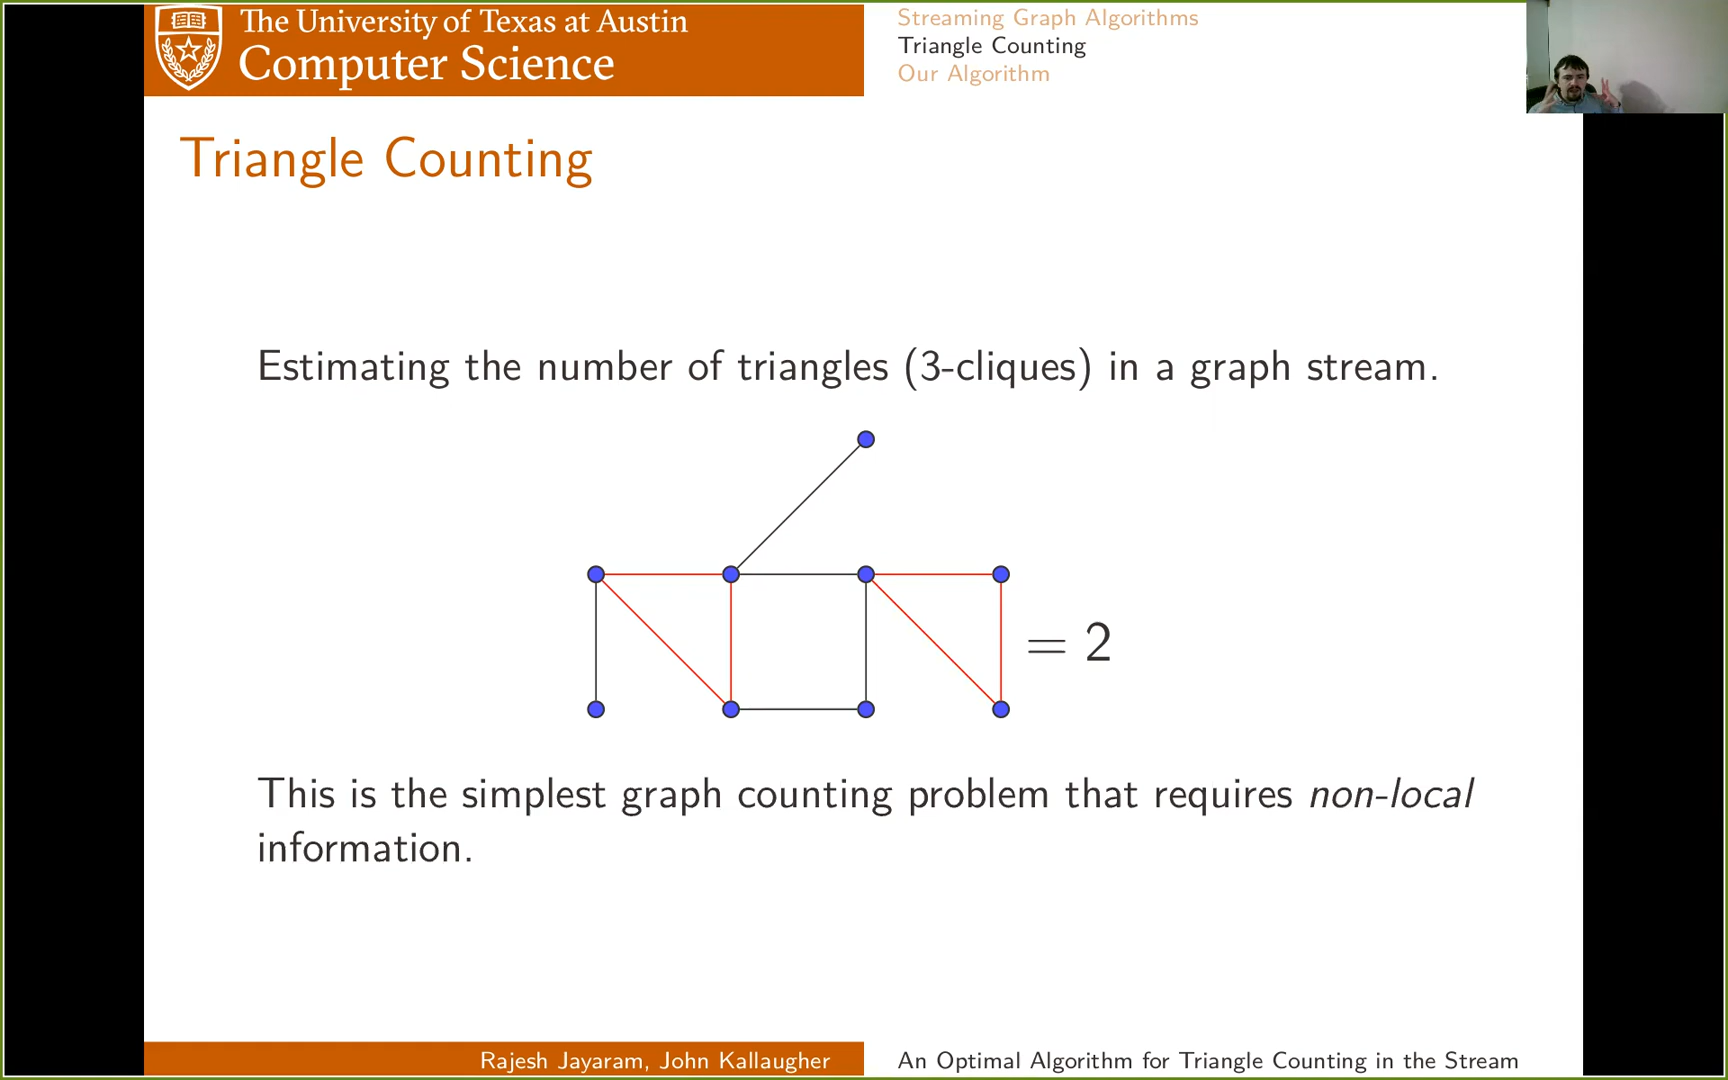 The University of Texas at Austin
Computer Science
Streaming Graph Algorithms
Triangle Counting
Our Algorithm
Triangle Counting
Estimating the number of triangles (3-cliques) in a graph stream.
= 2
This is the simplest graph counting problem that requires non-local
information.
Rajesh Jayaram, John Kallaugher
An Optimal Algorithm for Triangle Counting in the Stream